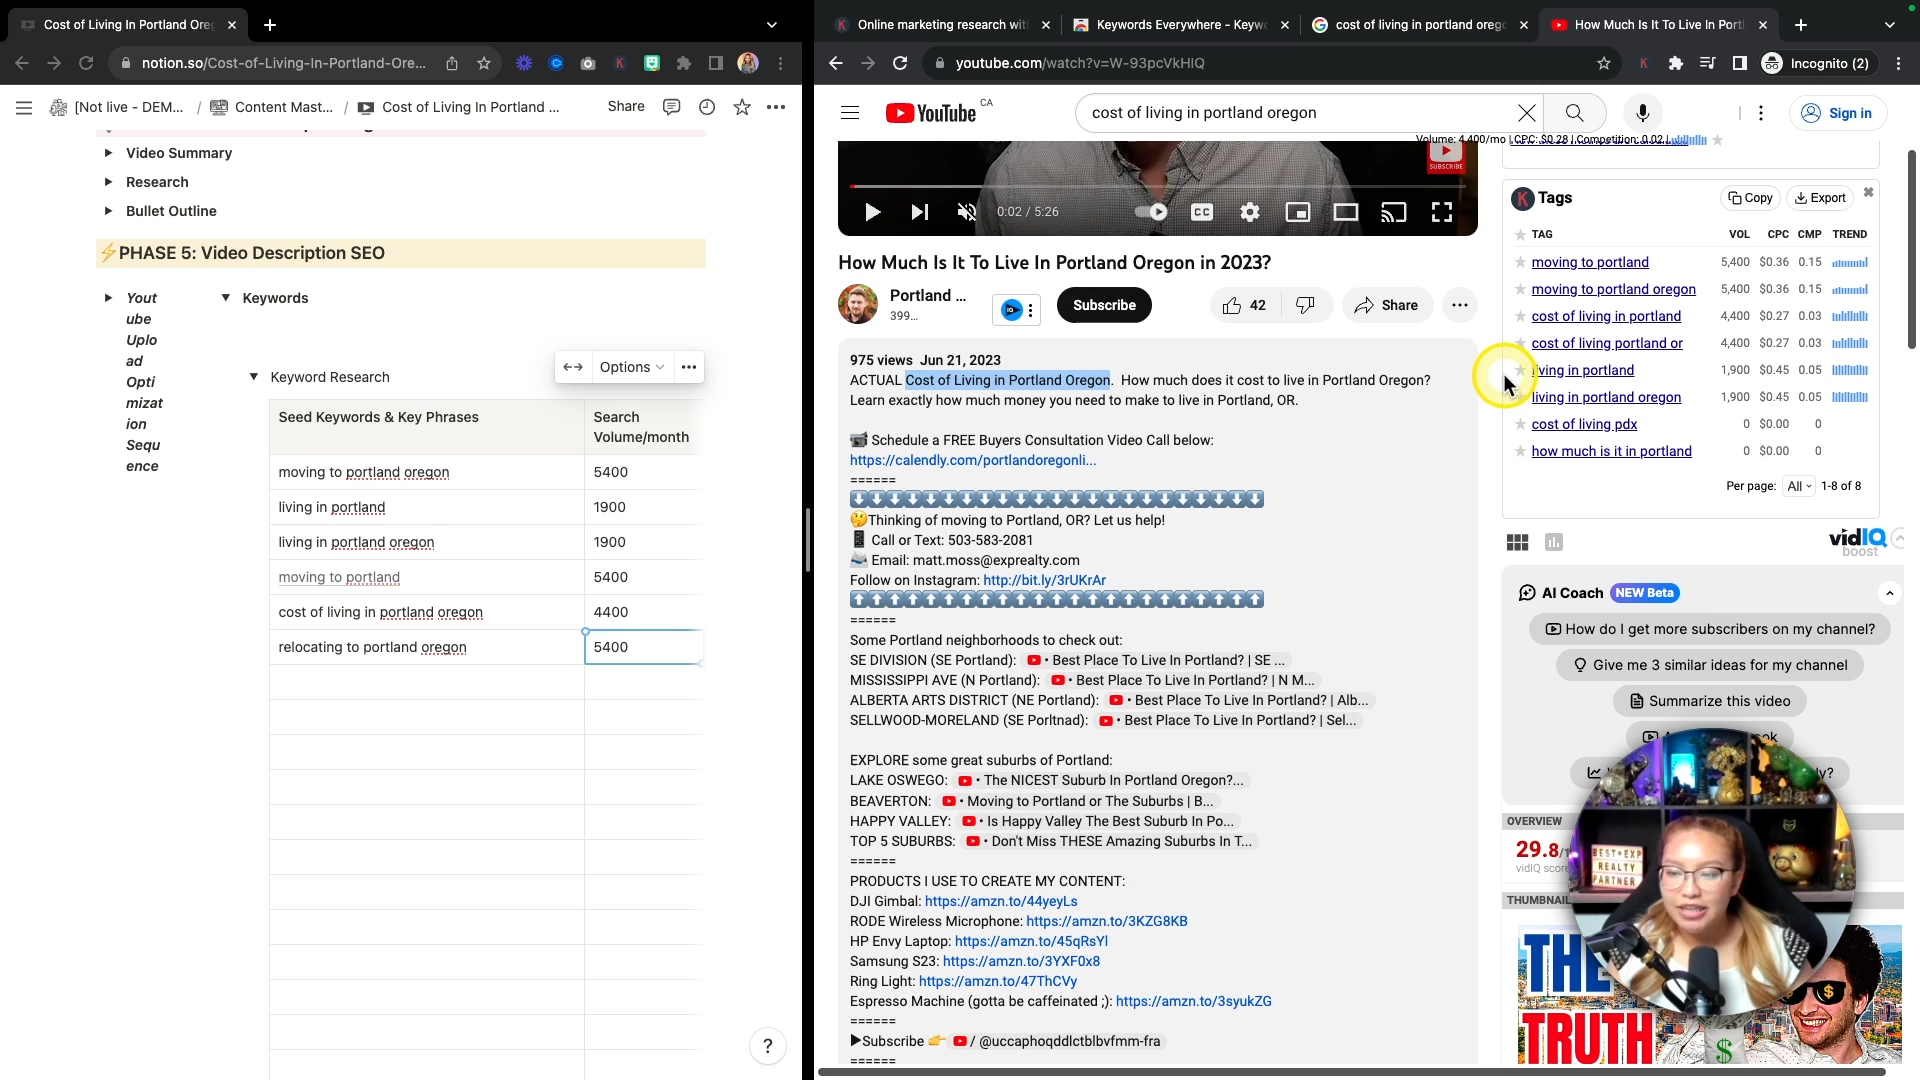 Cost of Living In Portland Oreg
notion.so/Cost-of-Living-In-Portland-Ore...
[Not live - DEM... / Content Mast... / Cost of Living In Portland ...
Share
Video Summary
Research
Bullet Outline
⚡PHASE 5: Video Description SEO
Yout
ube
Uplo
ad
Opti
mizat
ion
Sequ
ence
Keywords
Options
Keyword Research
Seed Keywords & Key Phrases
Search
Volume/month
moving to portland oregon 5400
living in portland 1900
living in portland oregon 1900
moving to portland 5400
cost of living in portland oregon 4400
relocating to portland oregon 5400
?
Online marketing research wit
Keywords Everywhere - Keyw
cost of living in portland orego
How Much Is It To Live In Portl
youtube.com/watch?v=W-93pcVkHIQ
Incognito (2)
YouTube CA
cost of living in portland oregon
Sign in
Volume: 4,400/mo | CPC: $0.28 | Competition: 0.02 |
SUBSCRIBE
0:02 / 5:26
CC
How Much Is It To Live In Portland Oregon in 2023?
Portland ...
399...
Subscribe
42
Share
975 views Jun 21, 2023
ACTUAL Cost of Living in Portland Oregon. How much does it cost to live in Portland Oregon?
Learn exactly how much money you need to make to live in Portland, OR.
📹 Schedule a FREE Buyers Consultation Video Call below:
https://calendly.com/portlandoregonli...
======
⬇⬇⬇⬇⬇⬇⬇⬇⬇⬇⬇⬇⬇⬇⬇⬇⬇⬇⬇⬇⬇⬇⬇
🤔Thinking of moving to Portland, OR? Let us help!
📱 Call or Text: 503-583-2081
Email: matt.moss@exprealty.com
Follow on Instagram: http://bit.ly/3rUKrAr
⬆⬆⬆⬆⬆⬆⬆⬆⬆⬆⬆⬆⬆⬆⬆⬆⬆⬆⬆⬆⬆⬆⬆
======
Some Portland neighborhoods to check out:
SE DIVISION (SE Portland): • Best Place To Live In Portland? | SE ...
MISSISSIPPI AVE (N Portland): • Best Place To Live In Portland? | N M...
ALBERTA ARTS DISTRICT (NE Portland): • Best Place To Live In Portland? | Alb...
SELLWOOD-MORELAND (SE Porltnad): • Best Place To Live In Portland? | Sel...
EXPLORE some great suburbs of Portland:
LAKE OSWEGO: • The NICEST Suburb In Portland Oregon?...
BEAVERTON: • Moving to Portland or The Suburbs | B...
HAPPY VALLEY: • Is Happy Valley The Best Suburb In Po...
TOP 5 SUBURBS: • Don't Miss THESE Amazing Suburbs In T...
======
PRODUCTS I USE TO CREATE MY CONTENT:
DJI Gimbal: https://amzn.to/44yeyLs
RODE Wireless Microphone: https://amzn.to/3KZG8KB
HP Envy Laptop: https://amzn.to/45qRsYl
Samsung S23: https://amzn.to/3YXF0x8
Ring Light: https://amzn.to/47ThCVy
Espresso Machine (gotta be caffeinated ;): https://amzn.to/3syukZG
======
▶Subscribe 👉 / @uccaphoqddlctblbvfmm-fra
======
K Tags
Copy
Export
TAG VOL CPC CMP TREND
moving to portland 5,400 $0.36 0.15
moving to portland oregon 5,400 $0.36 0.15
cost of living in portland 4,400 $0.27 0.03
cost of living portland or 4,400 $0.27 0.03
living in portland 1,900 $0.45 0.05
living in portland oregon 1,900 $0.45 0.05
cost of living pdx 0 $0.00 0
how much is it in portland 0 $0.00 0
Per page: All 1-8 of 8
vidIQ
boost
AI Coach NEW Beta
How do I get more subscribers on my channel?
Give me 3 similar ideas for my channel
Summarize this video
OVERVIEW
29.8/
vidIQ score
THUMBNAIL
BEST*EXP
REALTY
PARTNER
THE
TRUTH
$